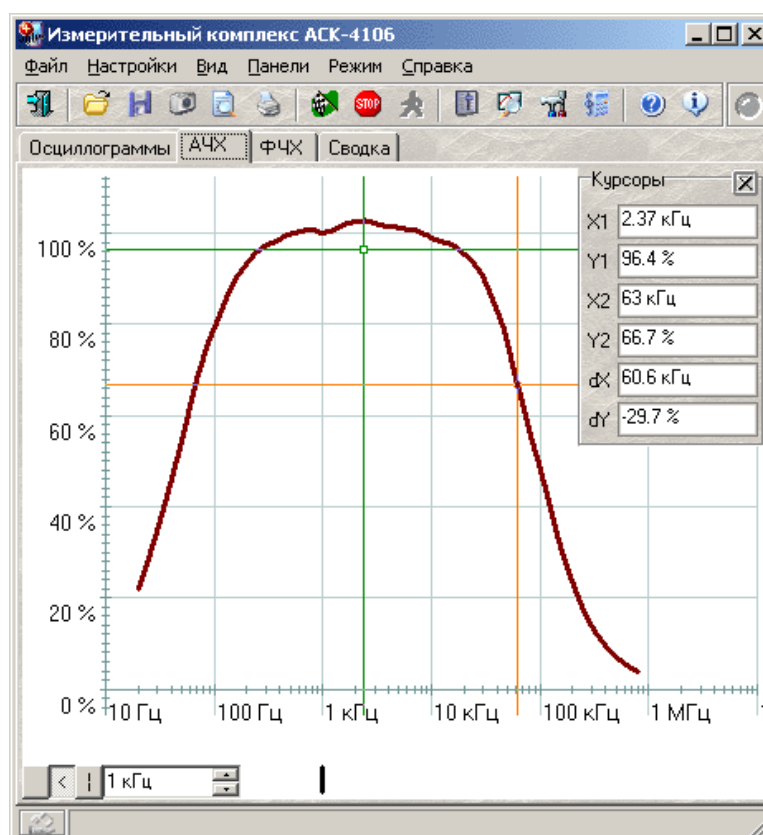 Измерительный комплекс АСК-4106
Файл Настройки Вид Панели Режим Справка
STOP
Осциллограммы АЧХ ФЧХ Сводка
Курсоры
X1 2.37 кГц
Y1 96.4 %
X2 63 кГц
Y2 66.7 %
dX 60.6 кГц
dY -29.7 %
100 %
80 %
60 %
40 %
20 %
0 %
10 Гц 100 Гц 1 кГц 10 кГц 100 кГц 1 МГц 1
< 1 кГц